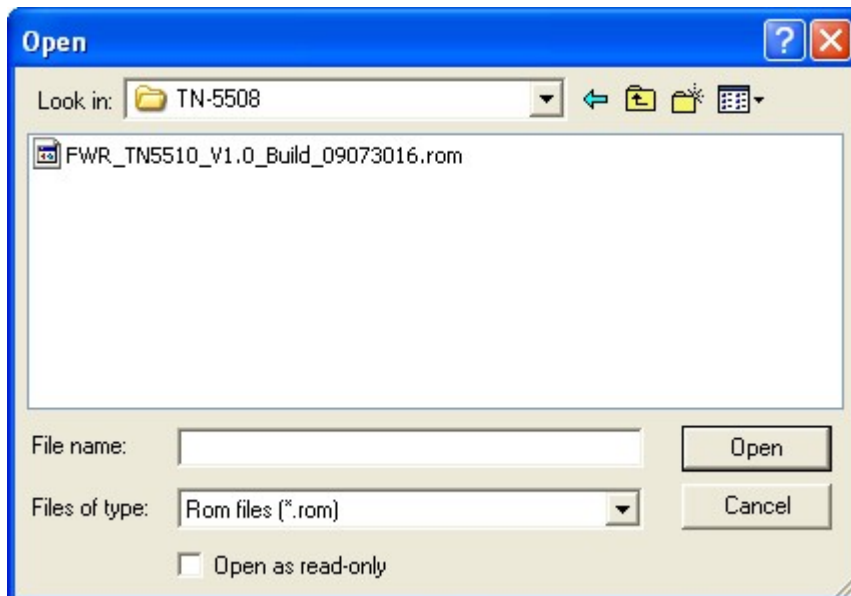 Open
Look in: TN-5508
FWR_TN5510_V1.0_Build_09073016.rom
File name: Open
Files of type: Rom files (*.rom) Cancel
Open as read-only